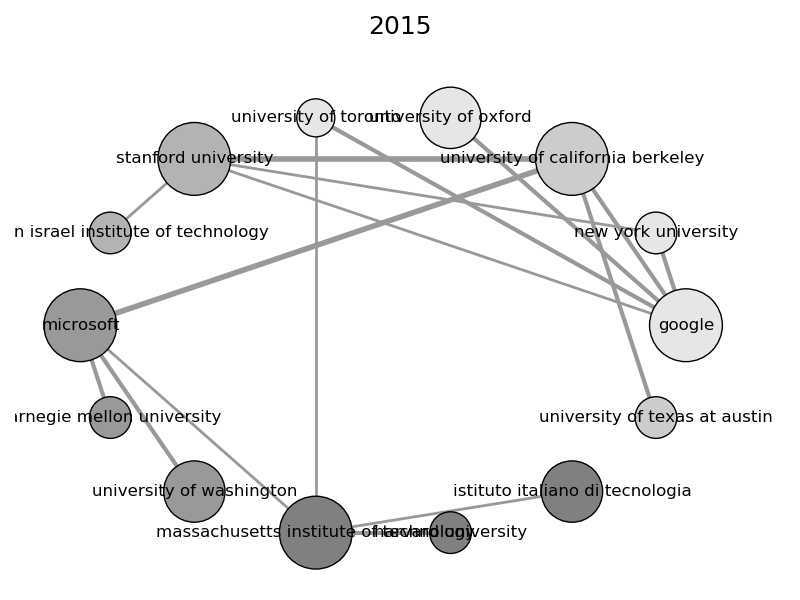 2015
university of toronto
university of oxford
stanford university
university of california berkeley
n israel institute of technology
new york university
microsoft
google
arnegie mellon university
university of texas at austin
university of washington
istituto italiano di tecnologia
massachusetts institute of technology
harvard university